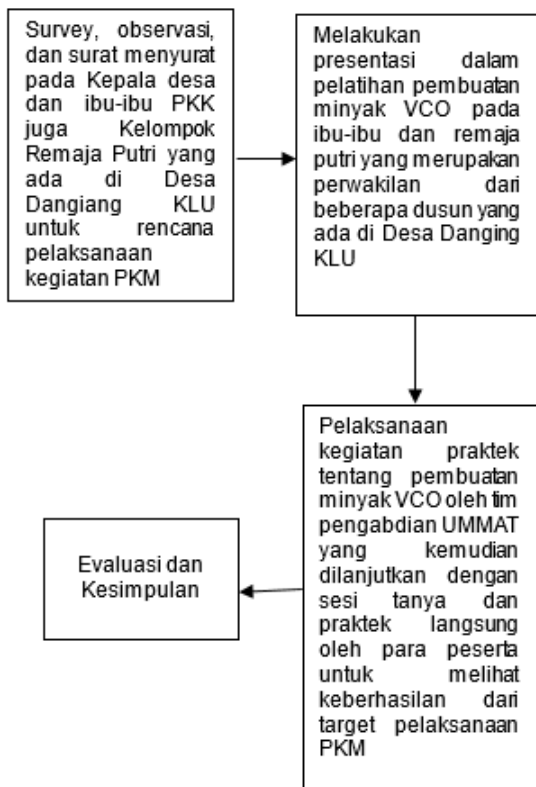 Survey, observasi,
dan surat menyurat
pada Kepala desa
dan ibu-ibu PKK
juga Kelompok
Remaja Putri yang
ada di Desa
Dangiang KLU
untuk rencana
pelaksanaan
kegiatan PKM
Melakukan
presentasi dalam
pelatihan pembuatan
minyak VCO pada
ibu-ibu dan remaja
putri yang merupakan
perwakilan dari
beberapa dusun yang
ada di Desa Danging
KLU
Pelaksanaan
kegiatan praktek
tentang pembuatan
minyak VCO oleh tim
pengabdian UMMAT
yang kemudian
dilanjutkan dengan
sesi tanya dan
praktek langsung
oleh para peserta
untuk melihat
keberhasilan dari
target pelaksanaan
PKM
Evaluasi dan
Kesimpulan